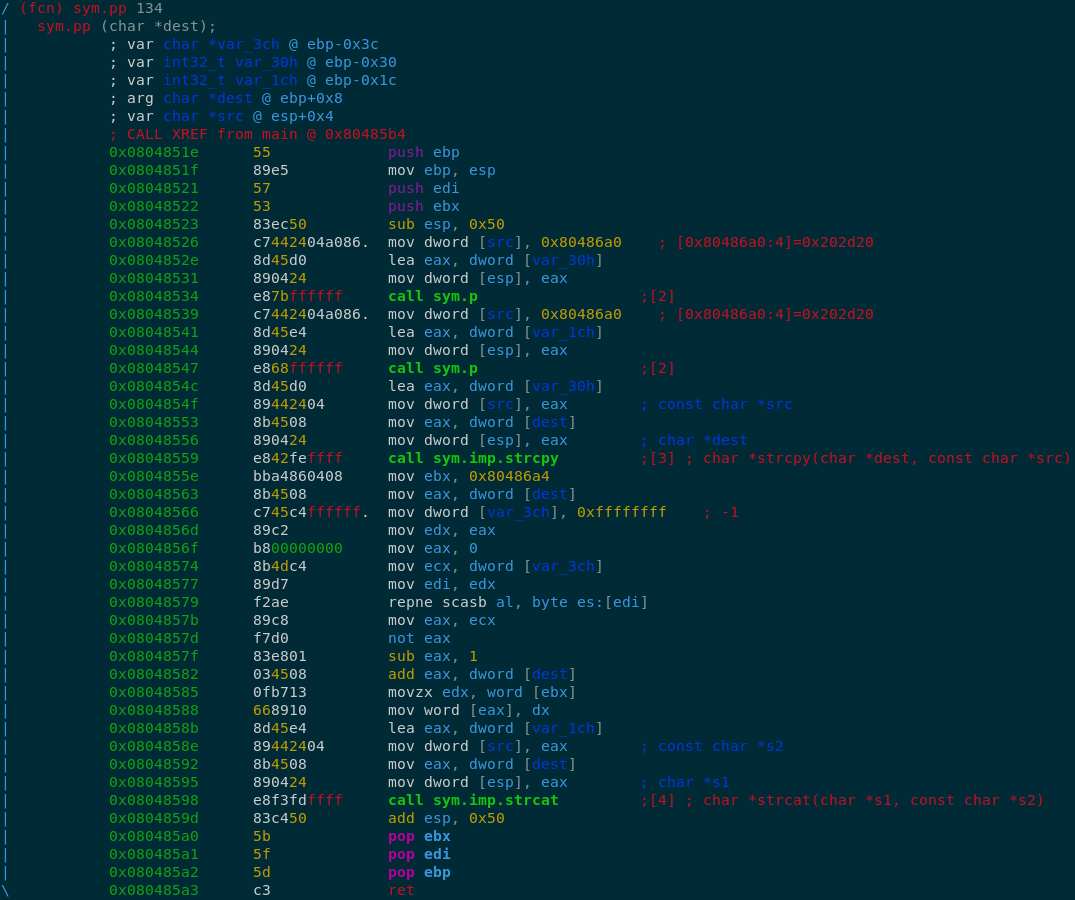 / (fcn) sym.pp 134
|   sym.pp (char *dest);
|           ; var char *var_3ch @ ebp-0x3c
|           ; var int32_t var_30h @ ebp-0x30
|           ; var int32_t var_1ch @ ebp-0x1c
|           ; arg char *dest @ ebp+0x8
|           ; var char *src @ esp+0x4
|           ; CALL XREF from main @ 0x80485b4
|           0x0804851e      55             push ebp
|           0x0804851f      89e5           mov ebp, esp
|           0x08048521      57             push edi
|           0x08048522      53             push ebx
|           0x08048523      83ec50         sub esp, 0x50
|           0x08048526      c7442404a086.  mov dword [src], 0x80486a0    ; [0x80486a0:4]=0x202d20
|           0x0804852e      8d45d0         lea eax, dword [var_30h]
|           0x08048531      890424         mov dword [esp], eax
|           0x08048534      e87bffffff     call sym.p                  ;[2]
|           0x08048539      c7442404a086.  mov dword [src], 0x80486a0    ; [0x80486a0:4]=0x202d20
|           0x08048541      8d45e4         lea eax, dword [var_1ch]
|           0x08048544      890424         mov dword [esp], eax
|           0x08048547      e868ffffff     call sym.p                  ;[2]
|           0x0804854c      8d45d0         lea eax, dword [var_30h]
|           0x0804854f      89442404       mov dword [src], eax        ; const char *src
|           0x08048553      8b4508         mov eax, dword [dest]
|           0x08048556      890424         mov dword [esp], eax        ; char *dest
|           0x08048559      e842feffff     call sym.imp.strcpy         ;[3] ; char *strcpy(char *dest, const char *src)
|           0x0804855e      bba4860408     mov ebx, 0x80486a4
|           0x08048563      8b4508         mov eax, dword [dest]
|           0x08048566      c745c4ffffff.  mov dword [var_3ch], 0xffffffff    ; -1
|           0x0804856d      89c2           mov edx, eax
|           0x0804856f      b800000000     mov eax, 0
|           0x08048574      8b4dc4         mov ecx, dword [var_3ch]
|           0x08048577      89d7           mov edi, edx
|           0x08048579      f2ae           repne scasb al, byte es:[edi]
|           0x0804857b      89c8           mov eax, ecx
|           0x0804857d      f7d0           not eax
|           0x0804857f      83e801         sub eax, 1
|           0x08048582      034508         add eax, dword [dest]
|           0x08048585      0fb713         movzx edx, word [ebx]
|           0x08048588      668910         mov word [eax], dx
|           0x0804858b      8d45e4         lea eax, dword [var_1ch]
|           0x0804858e      89442404       mov dword [src], eax        ; const char *s2
|           0x08048592      8b4508         mov eax, dword [dest]
|           0x08048595      890424         mov dword [esp], eax        ; char *s1
|           0x08048598      e8f3fdffff     call sym.imp.strcat         ;[4] ; char *strcat(char *s1, const char *s2)
|           0x0804859d      83c450         add esp, 0x50
|           0x080485a0      5b             pop ebx
|           0x080485a1      5f             pop edi
|           0x080485a2      5d             pop ebp
\           0x080485a3      c3             ret